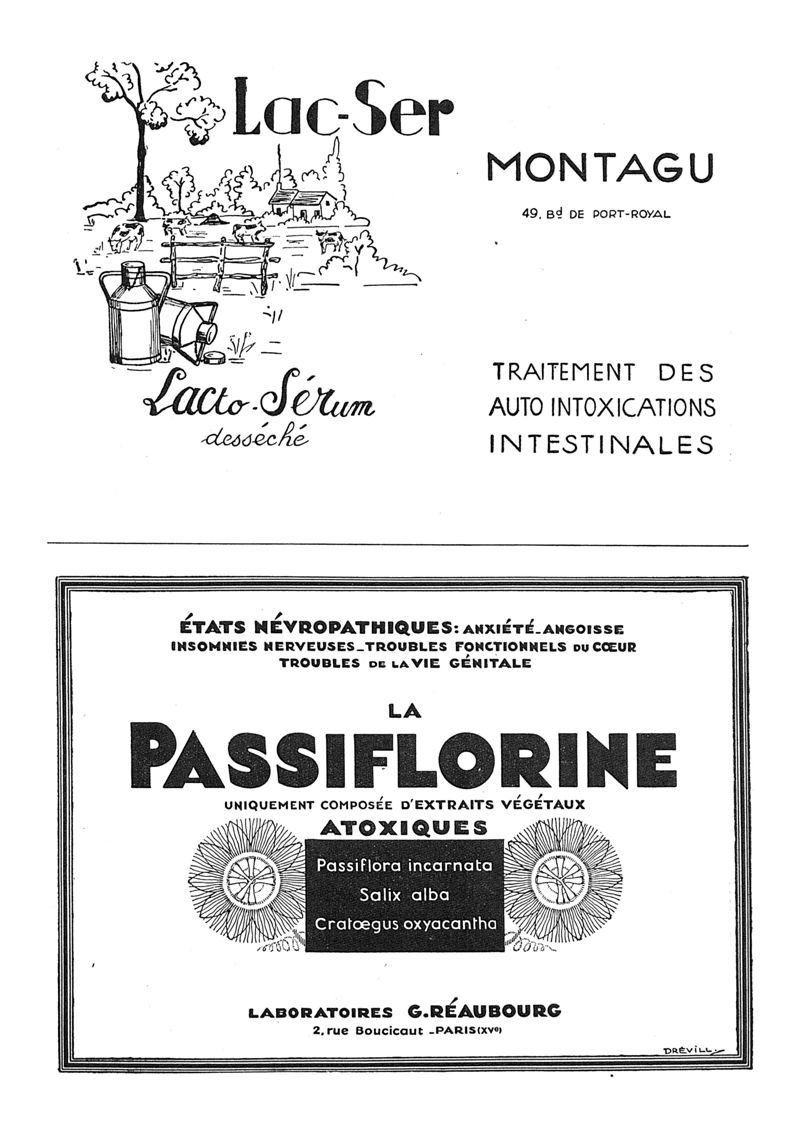 Lac-Ser
MONTAGU
49, Bd DE PORT-ROYAL
Lacto-Sérum
desséché
TRAITEMENT DES
AUTO INTOXICATIONS
INTESTINALES
ÉTATS NÉVROPATHIQUES: ANXIÉTÉ_ANGOISSE
INSOMNIES NERVEUSES_TROUBLES FONCTIONNELS DU CŒUR
TROUBLES DE LA VIE GÉNITALE
LA
PASSIFLORINE
UNIQUEMENT COMPOSÉE D'EXTRAITS VÉGÉTAUX
ATOXIQUES
Passiflora incarnata
Salix alba
Cratœgus oxyacantha
LABORATOIRES G.RÉAUBOURG
2, rue Boucicaut _PARIS (XVe)
DRÉVILL